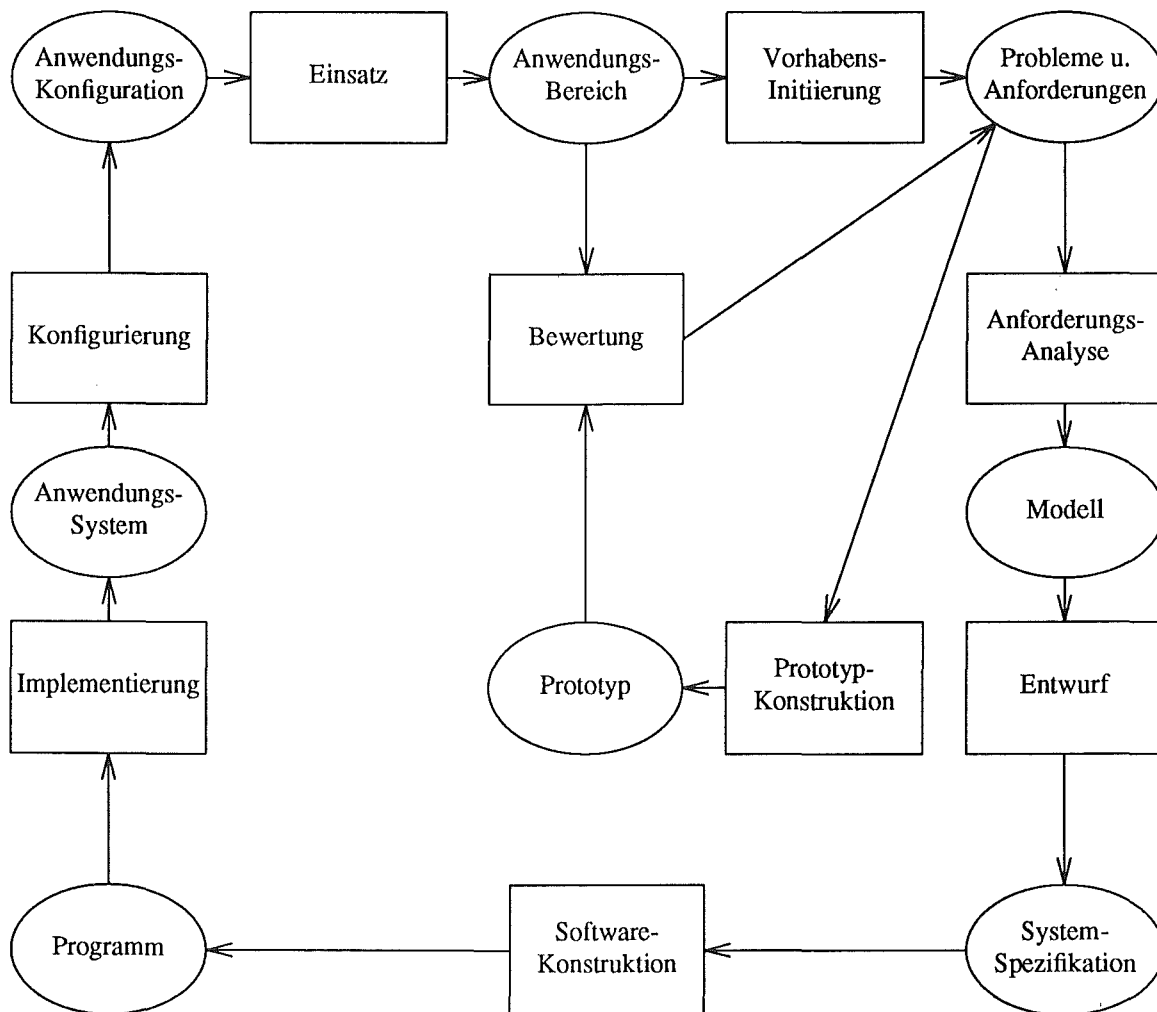 Anwendungs-
Konfiguration
Einsatz
Anwendungs-
Bereich
Vorhabens-
Initiierung
Probleme u.
Anforderungen
Konfigurierung
Bewertung
Anforderungs-
Analyse
Anwendungs-
System
Modell
Implementierung
Prototyp
Prototyp-
Konstruktion
Entwurf
Programm
Software-
Konstruktion
System-
Spezifikation